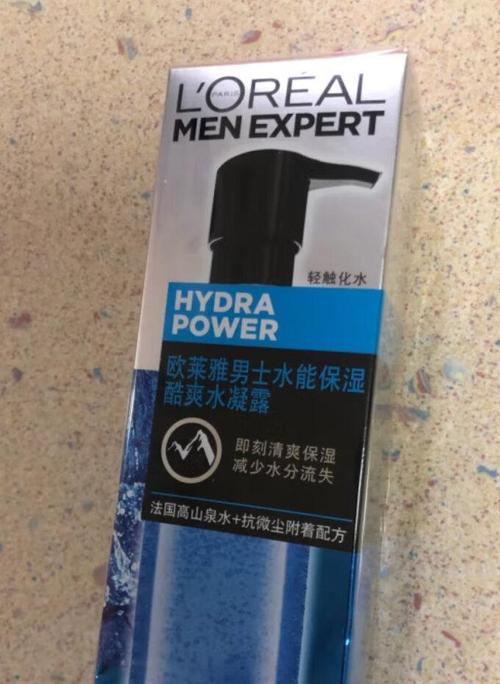 L'ORÉAL
PARIS
MEN EXPERT
轻触化水
HYDRA
POWER
欧莱雅男士水能保湿
酷爽水凝露
即刻清爽保湿
减少水分流失
法国高山泉水+抗微尘附着配方